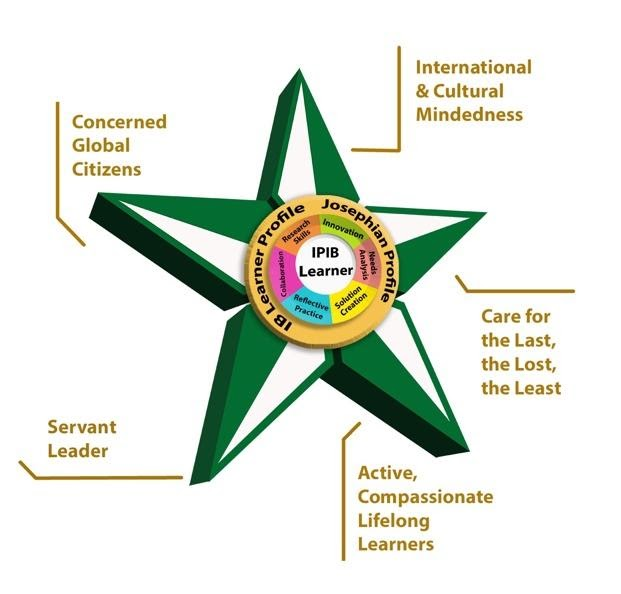 International
& Cultural
Mindedness
Concerned
Global
Citizens
IB Learner Profile
Josephian Profile
Research
Skills
Innovation
Needs
Analysis
Solution
Creation
Reflective
Practice
Collaboration
IPIB
Learner
Care for
the Last,
the Lost,
the Least
Servant
Leader
Active,
Compassionate
Lifelong
Learners